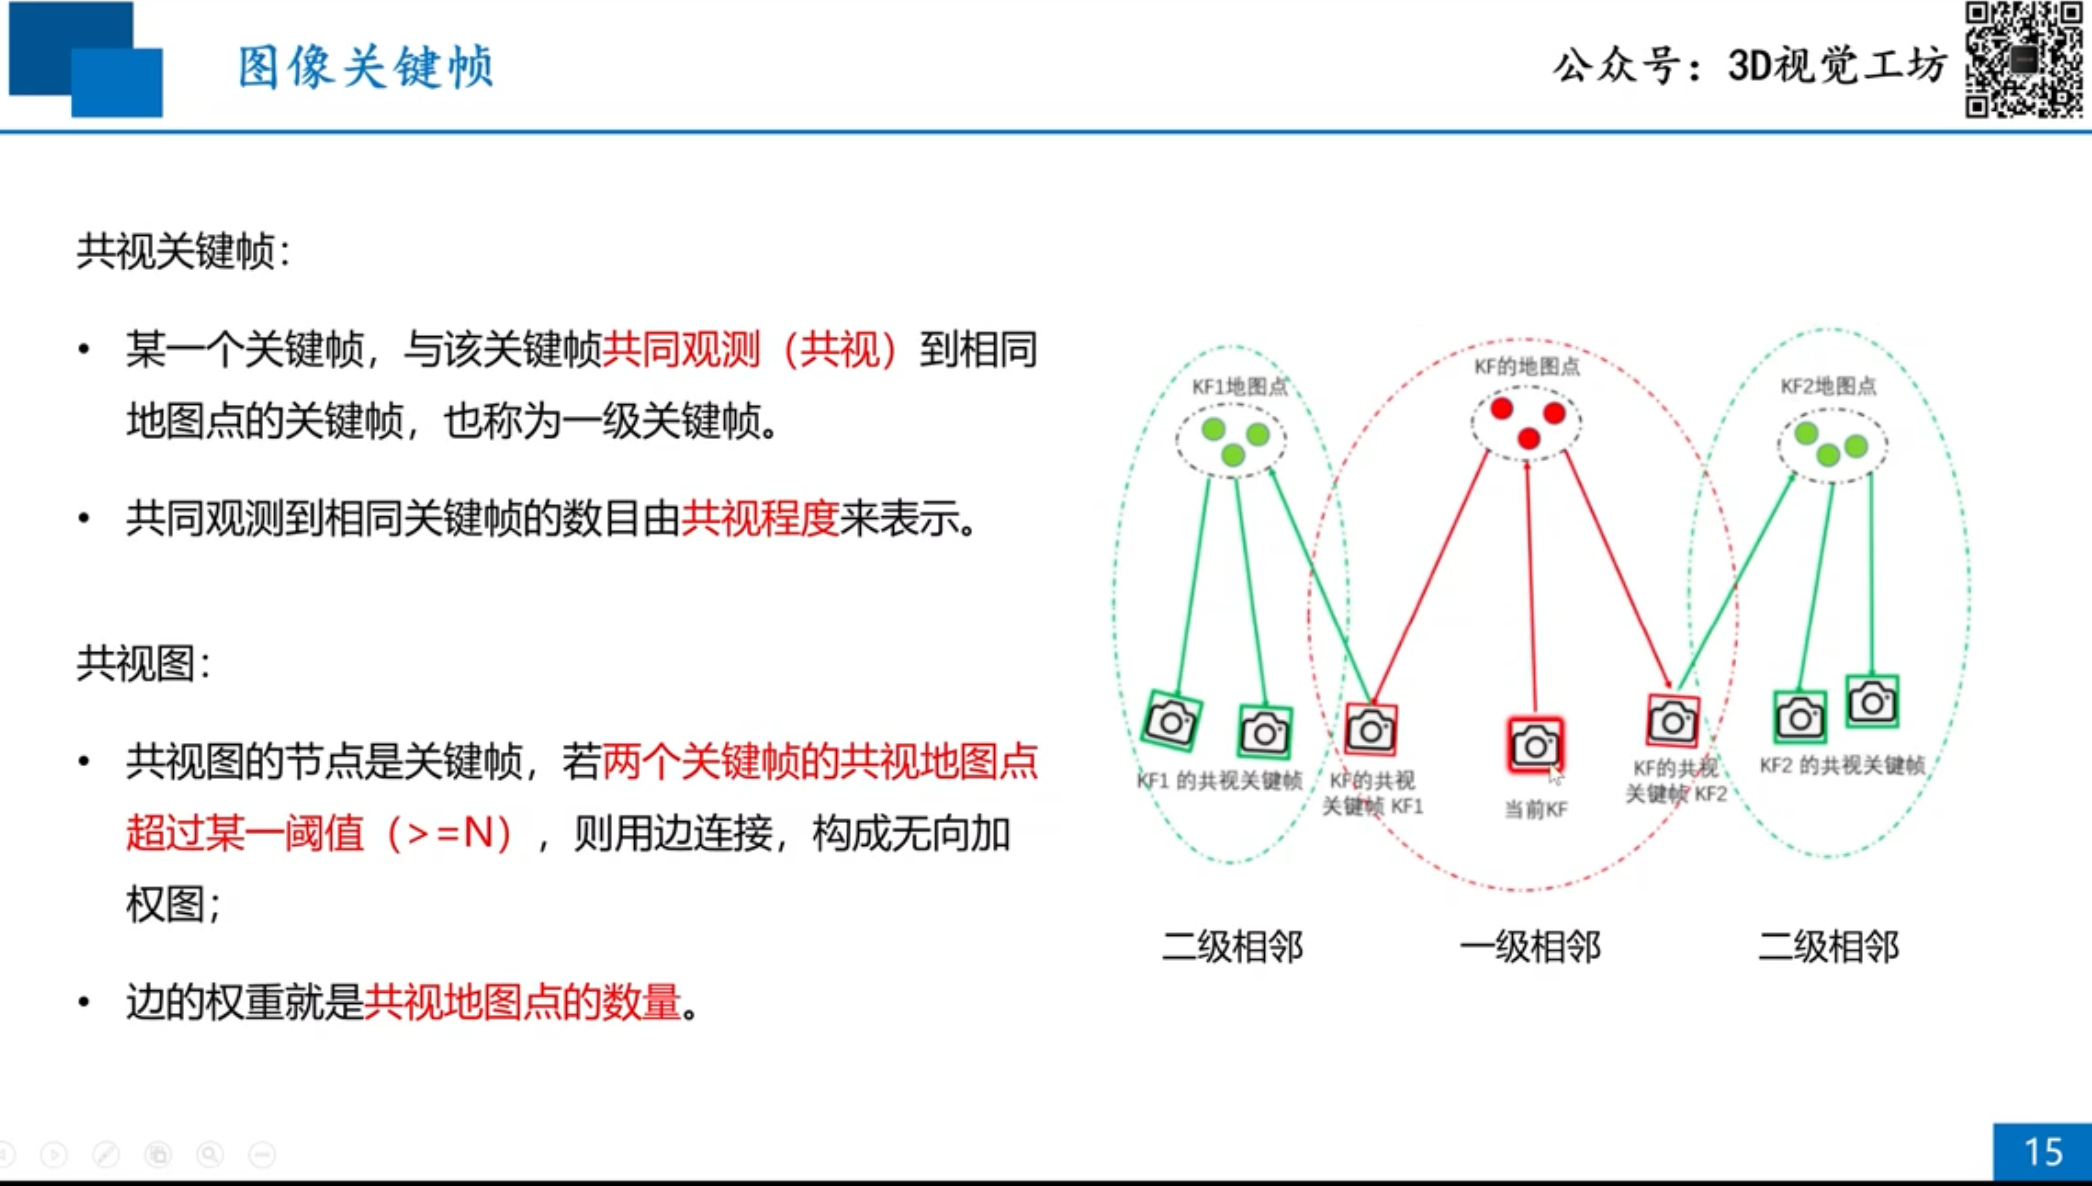 图像关键帧
公众号：3D视觉工坊
共视关键帧：
• 某一个关键帧，与该关键帧共同观测（共视）到相同
地图点的关键帧，也称为一级关键帧。
• 共同观测到相同关键帧的数目由共视程度来表示。
共视图：
• 共视图的节点是关键帧，若两个关键帧的共视地图点
超过某一阈值（>=N），则用边连接，构成无向加
权图；
• 边的权重就是共视地图点的数量。
KF1地图点
KF的地图点
KF2地图点
KF1 的共视关键帧
KF的共视
关键帧 KF1
当前KF
KF的共视
关键帧 KF2
KF2 的共视关键帧
二级相邻
一级相邻
二级相邻
15